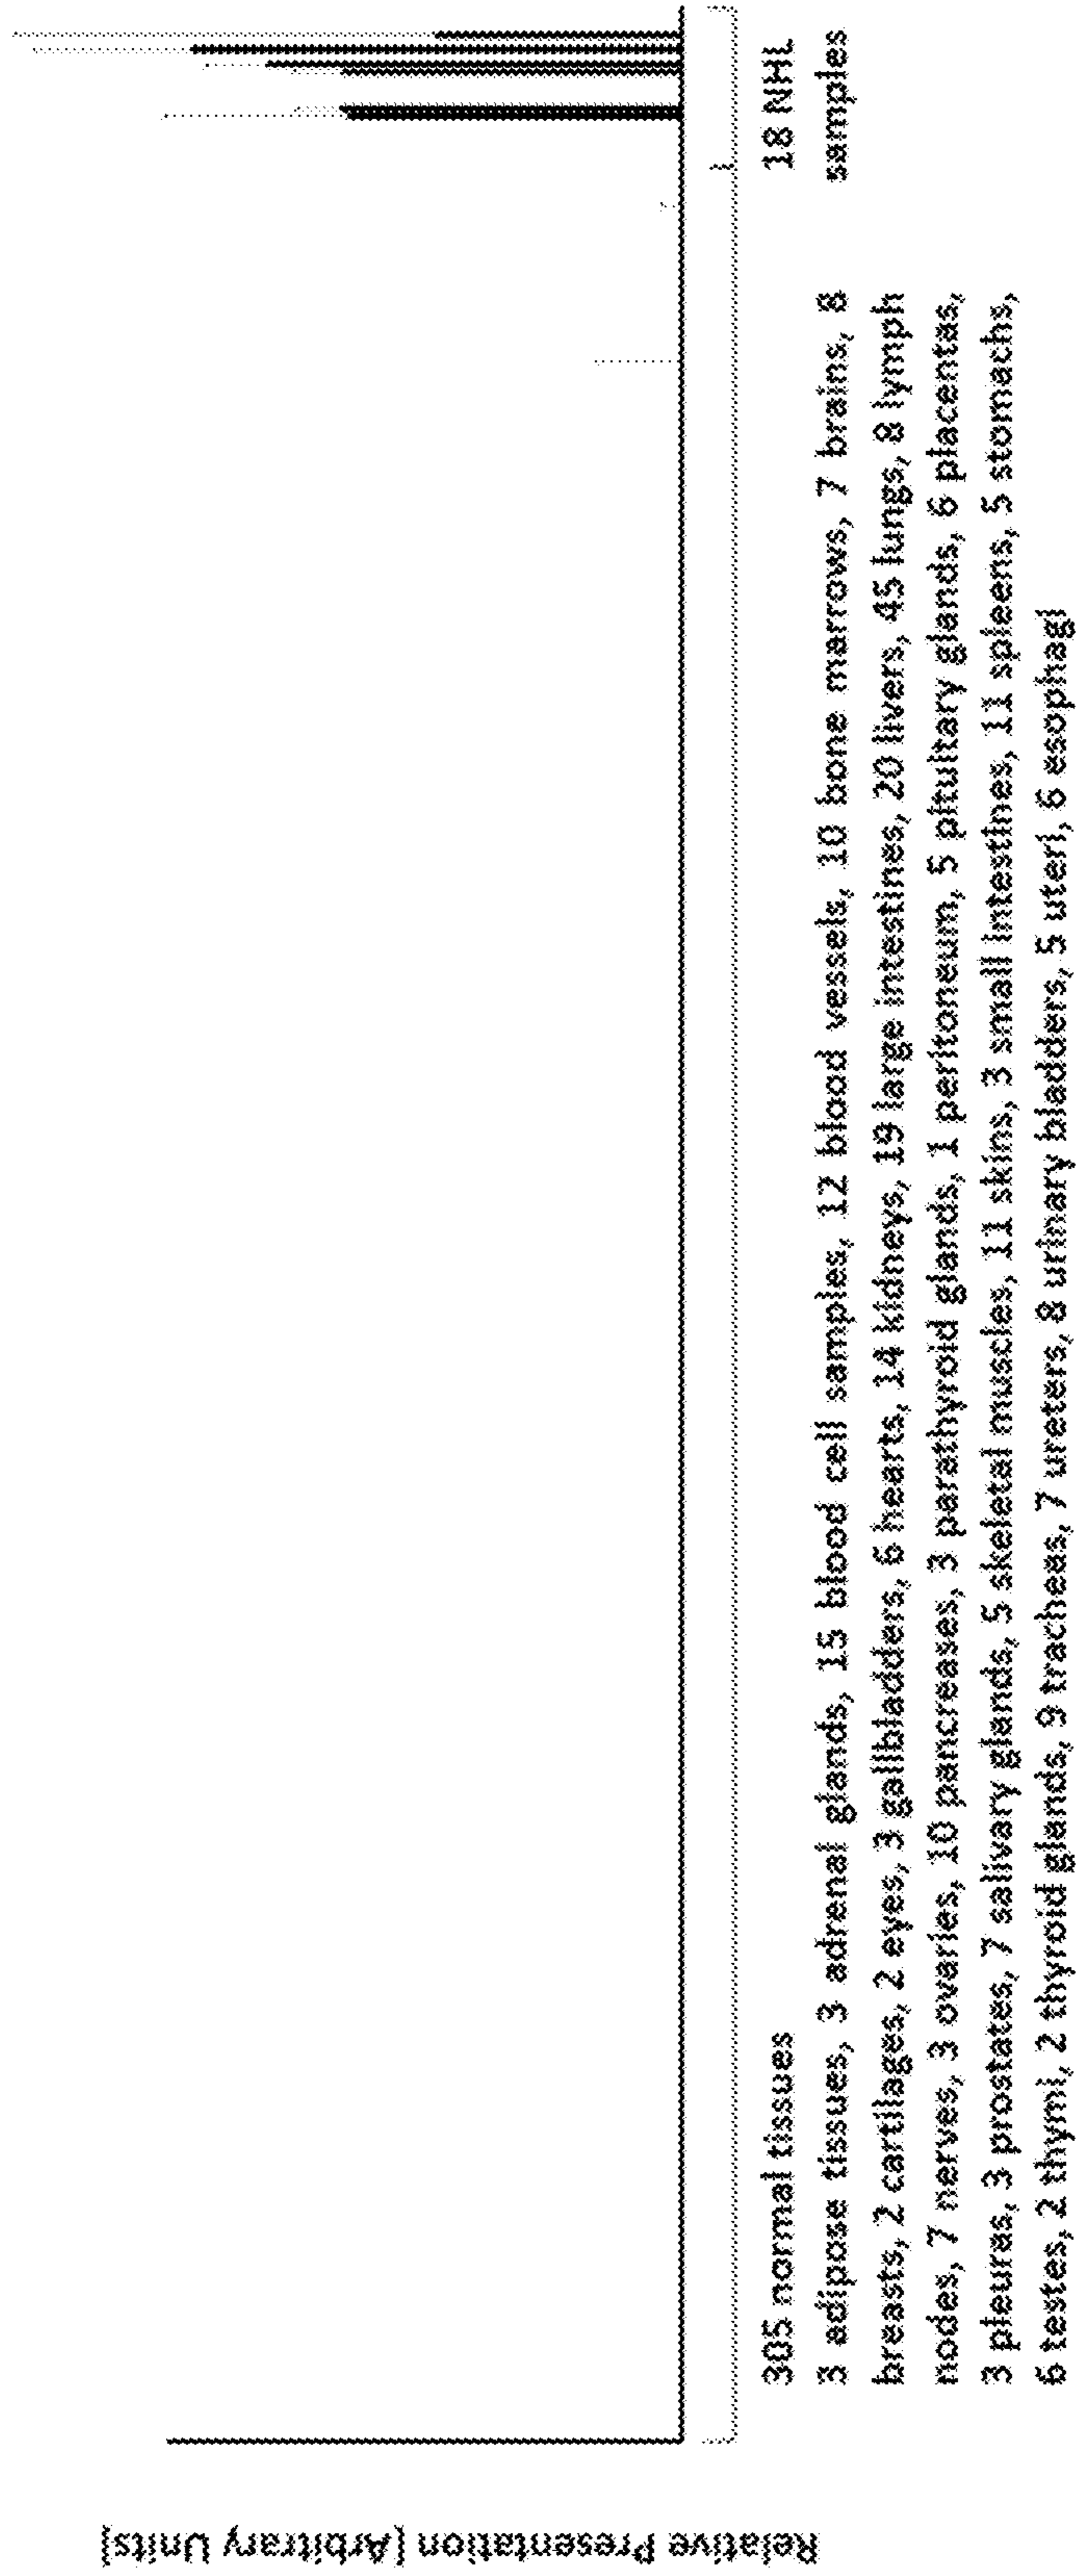 Relative Presentation [Arbitrary Units]
305 normal tissues
18 NHL
samples
3 adipose tissues, 3 adrenal glands, 15 blood cell samples, 12 blood vessels, 10 bone marrows, 7 brains, 8
breasts, 2 cartilages, 2 eyes, 3 gallbladders, 6 hearts, 14 kidneys, 19 large intestines, 20 livers, 45 lungs, 8 lymph
nodes, 7 nerves, 3 ovaries, 10 pancreases, 3 parathyroid glands, 1 peritoneum, 5 pituitary glands, 6 placentas,
3 pleuras, 3 prostates, 7 salivary glands, 5 skeletal muscles, 11 skins, 3 small intestines, 11 spleens, 5 stomachs,
6 testes, 2 thymi, 2 thyroid glands, 9 tracheas, 7 ureters, 8 urinary bladders, 5 uteri, 6 esophagi